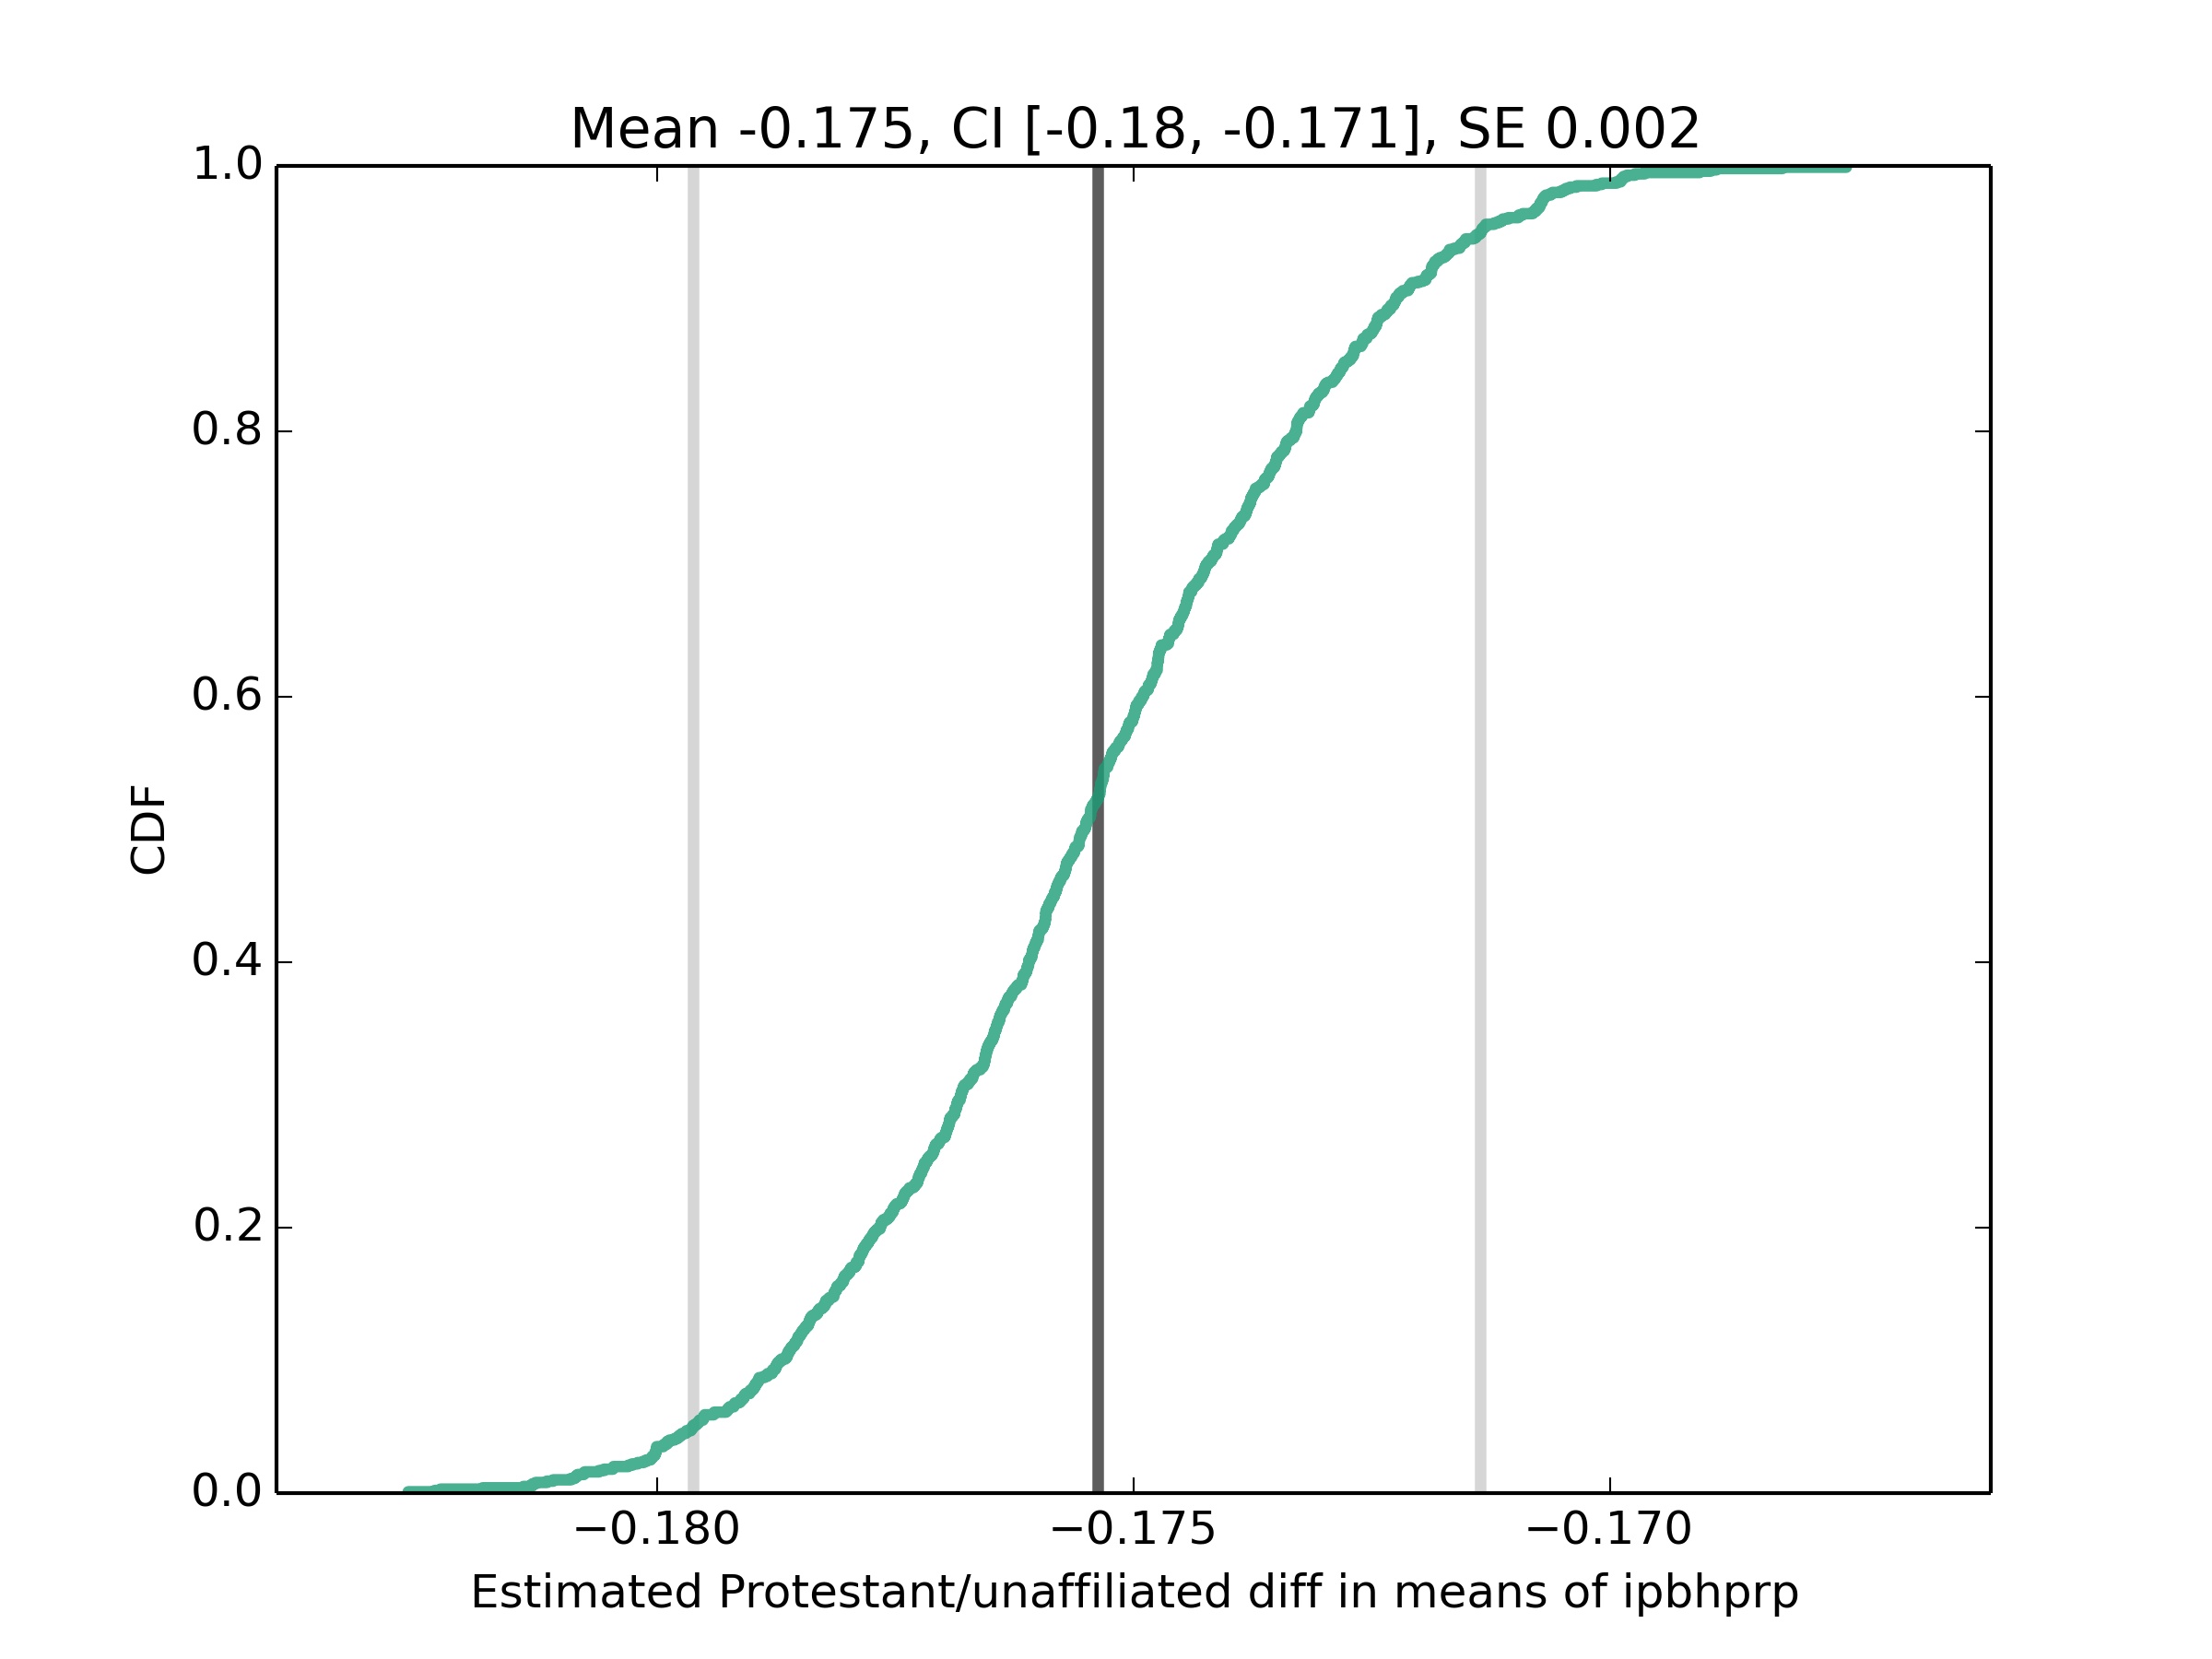 Mean -0.175, CI [-0.18, -0.171], SE 0.002
1.0
0.8
0.6
0.4
0.2
0.0
CDF
−0.180 −0.175 −0.170
Estimated Protestant/unaffiliated diff in means of ipbhprp